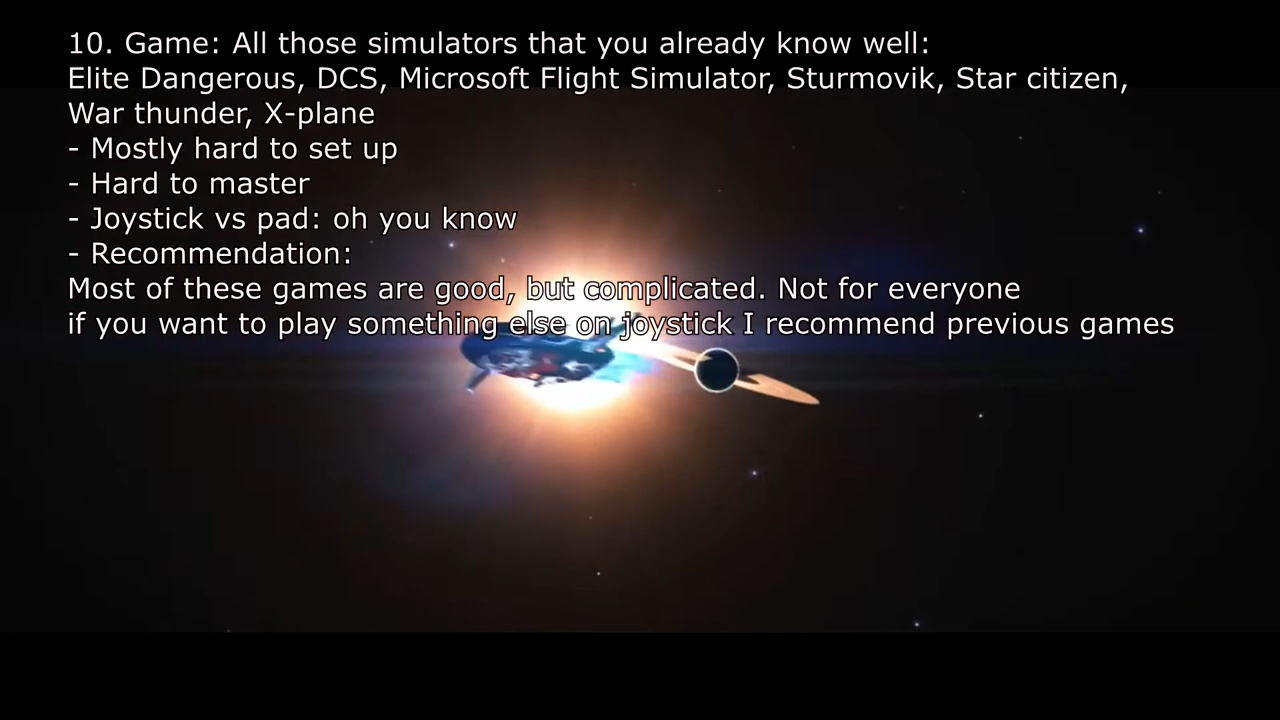 10. Game: All those simulators that you already know well:
Elite Dangerous, DCS, Microsoft Flight Simulator, Sturmovik, Star citizen,
War thunder, X-plane
- Mostly hard to set up
- Hard to master
- Joystick vs pad: oh you know
- Recommendation:
Most of these games are good, but complicated. Not for everyone
if you want to play something else on joystick I recommend previous games